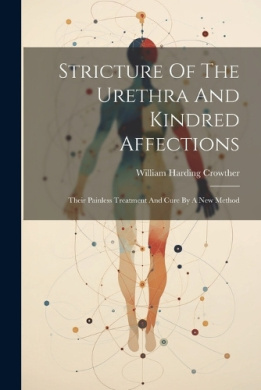 Stricture Of The
Urethra And
Kindred
Affections
William Harding Crowther
Their Painless Treatment And Cure By A New Method